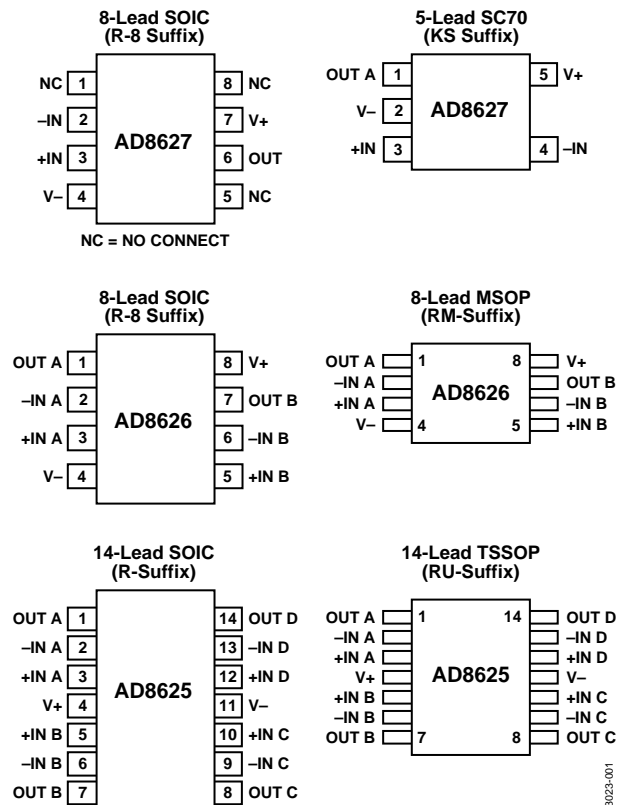 8-Lead SOIC
(R-8 Suffix)
NC 1
–IN 2
+IN 3
V– 4
AD8627
8 NC
7 V+
6 OUT
5 NC
NC = NO CONNECT
5-Lead SC70
(KS Suffix)
OUT A 1
V– 2
+IN 3
AD8627
5 V+
4 –IN
8-Lead SOIC
(R-8 Suffix)
OUT A 1
–IN A 2
+IN A 3
V– 4
AD8626
8 V+
7 OUT B
6 –IN B
5 +IN B
8-Lead MSOP
(RM-Suffix)
OUT A 1
–IN A
+IN A
V– 4
AD8626
8 V+
OUT B
–IN B
5 +IN B
14-Lead SOIC
(R-Suffix)
OUT A 1
–IN A 2
+IN A 3
V+ 4
+IN B 5
–IN B 6
OUT B 7
AD8625
14 OUT D
13 –IN D
12 +IN D
11 V–
10 +IN C
9 –IN C
8 OUT C
14-Lead TSSOP
(RU-Suffix)
OUT A 1
–IN A
+IN A
V+
+IN B
–IN B
OUT B 7
AD8625
14 OUT D
–IN D
+IN D
V–
+IN C
–IN C
8 OUT C
3023-001